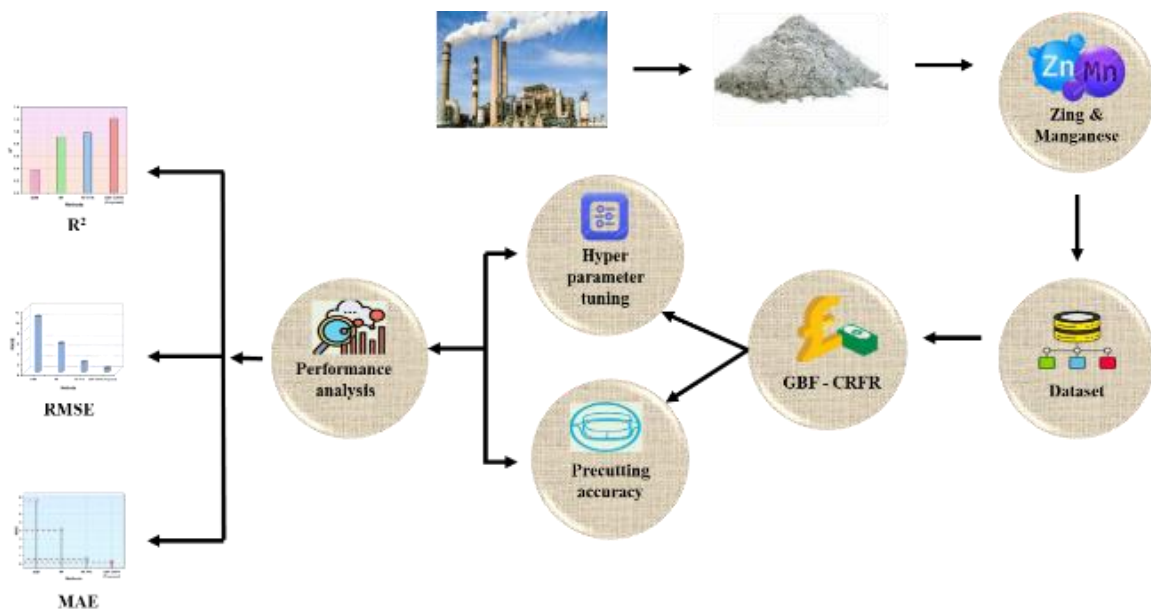 Zn Mn
Zing &
Manganese
R²
Hyper
parameter
tuning
Performance
analysis
GBF - CRFR
Dataset
RMSE
Precutting
accuracy
MAE